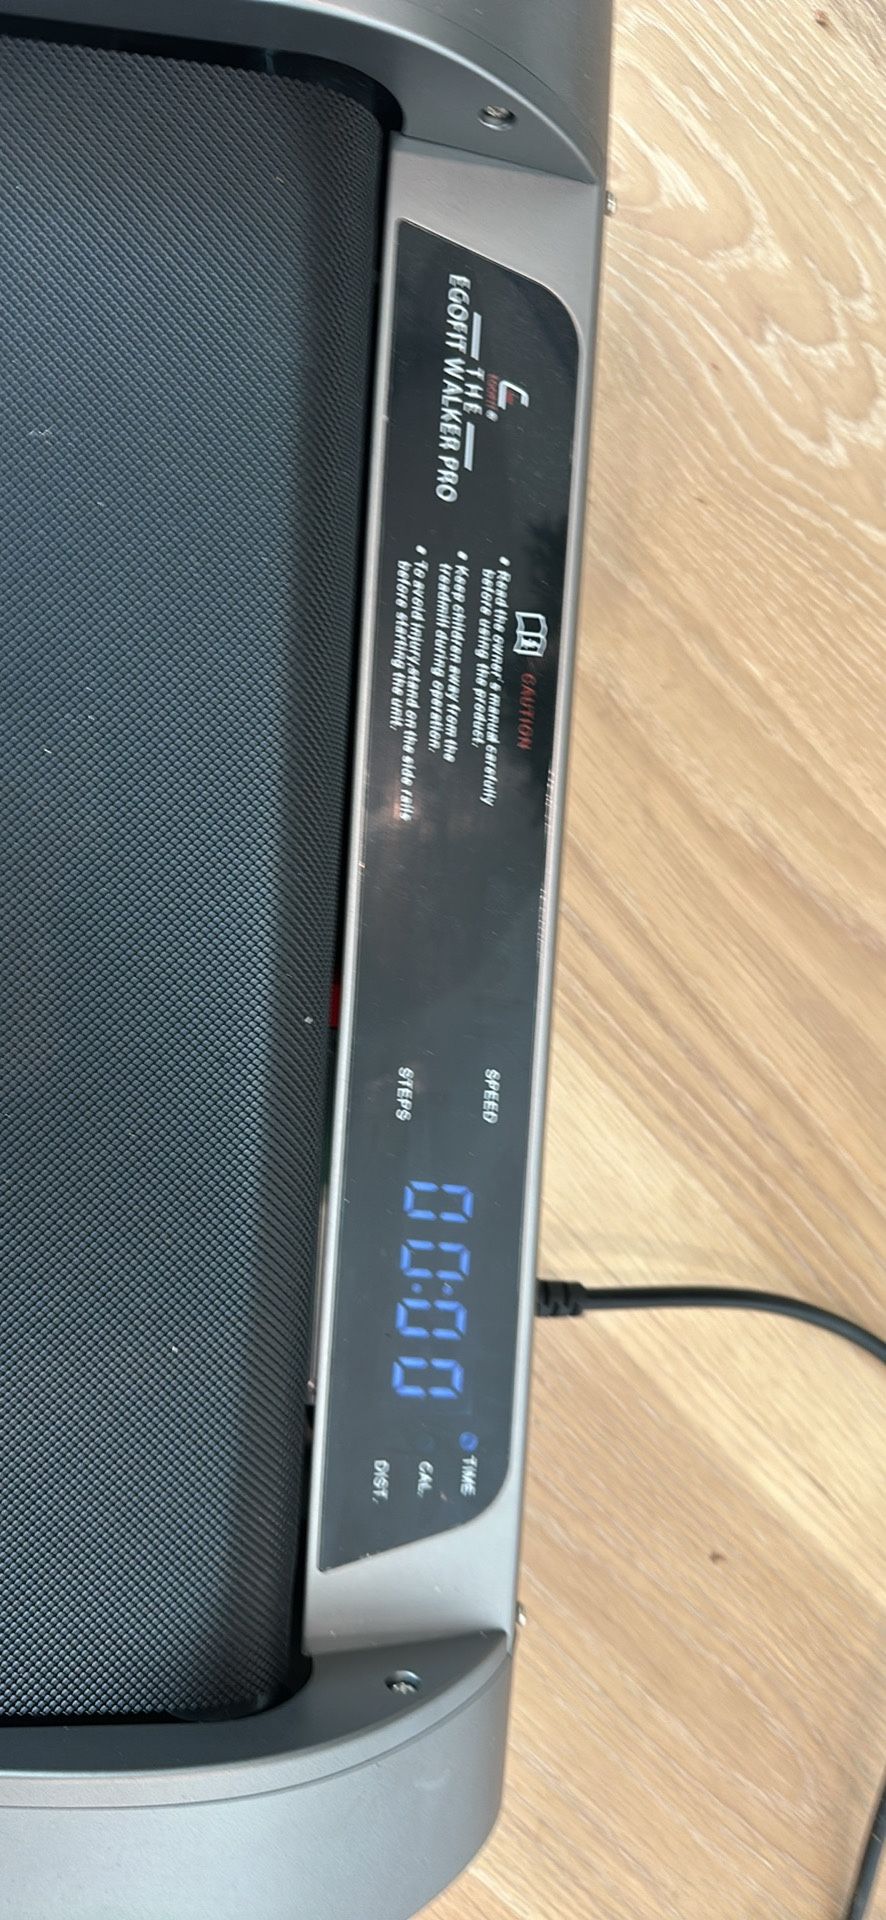 EGOFIT®
THE
EGOFIT WALKER PRO
CAUTION
• Read the owner's manual carefully
before using the product.
• Keep children away from the
treadmill during operation.
• To avoid injury,stand on the side rails
before starting the unit.
SPEED
STEPS
00:00
TIME
CAL.
DIST.